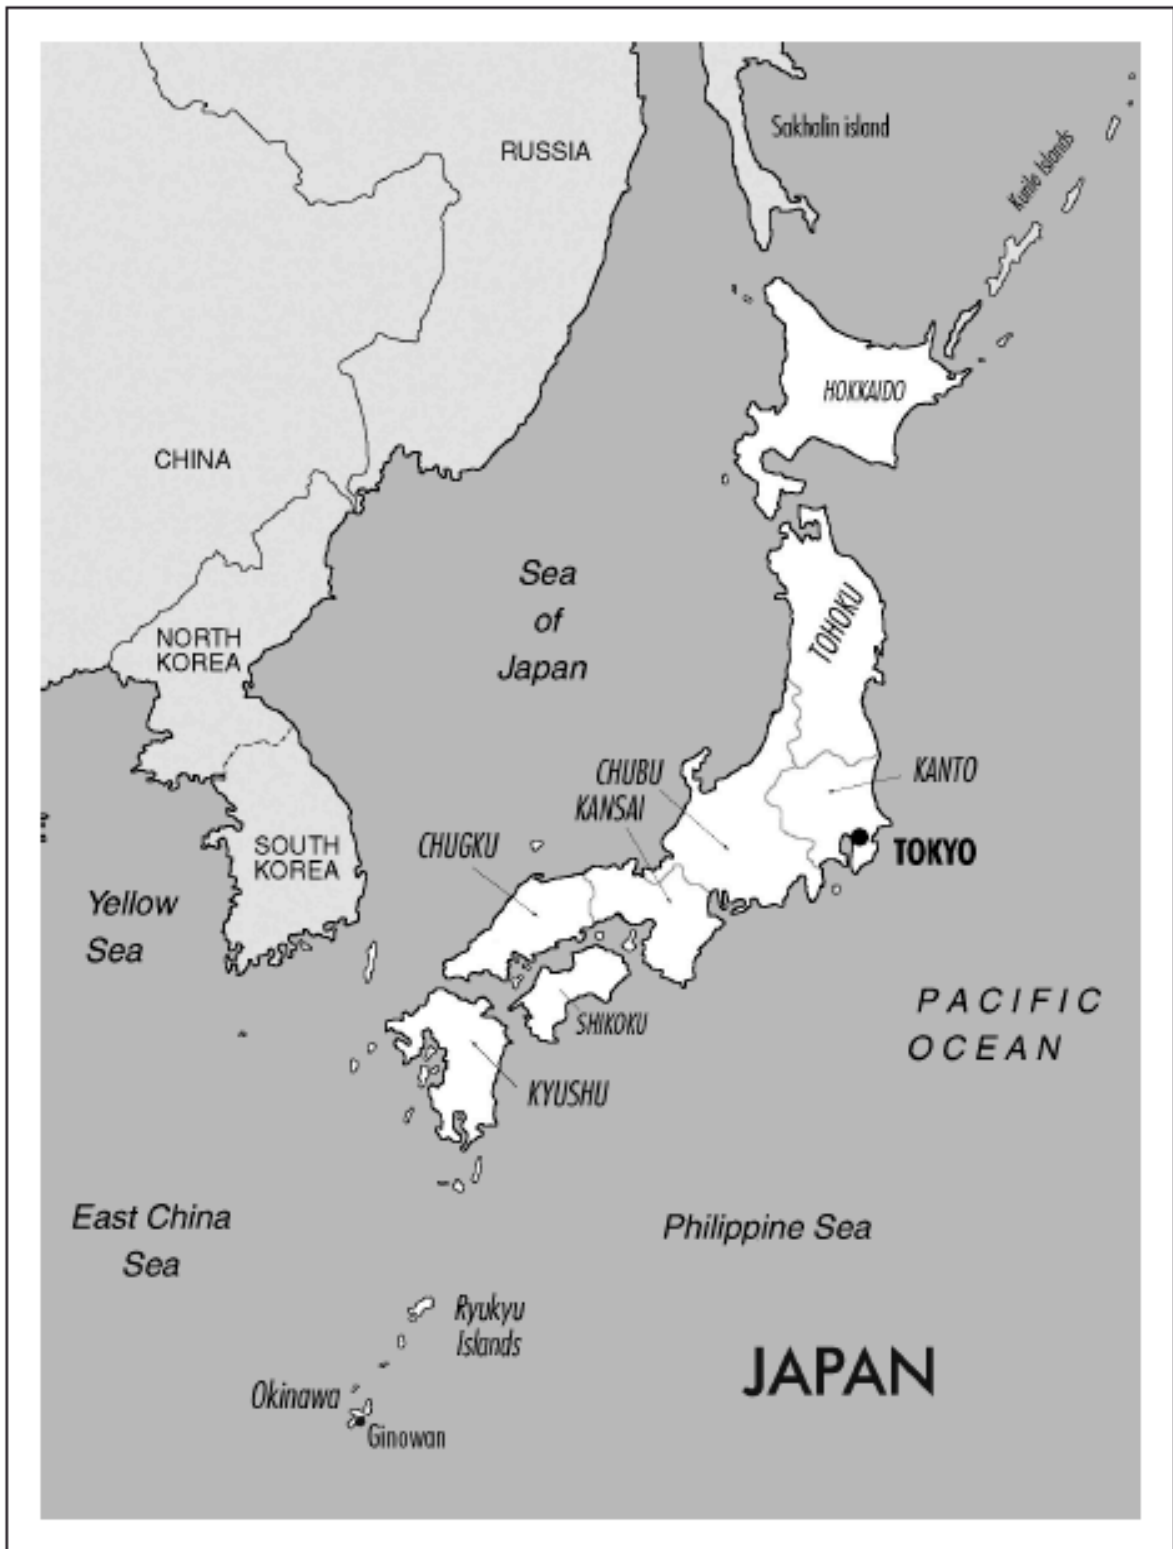 Sakhalin island
RUSSIA
Kurile Islands
HOKKAIDO
CHINA
Sea
of
Japan
TOHOKU
NORTH
KOREA
CHUBU
KANTO
KANSAI
CHUGKU
SOUTH
KOREA
TOKYO
Yellow
Sea
PACIFIC
OCEAN
SHIKOKU
KYUSHU
East China
Sea
Philippine Sea
Ryukyu
Islands
JAPAN
Okinawa
Ginowan